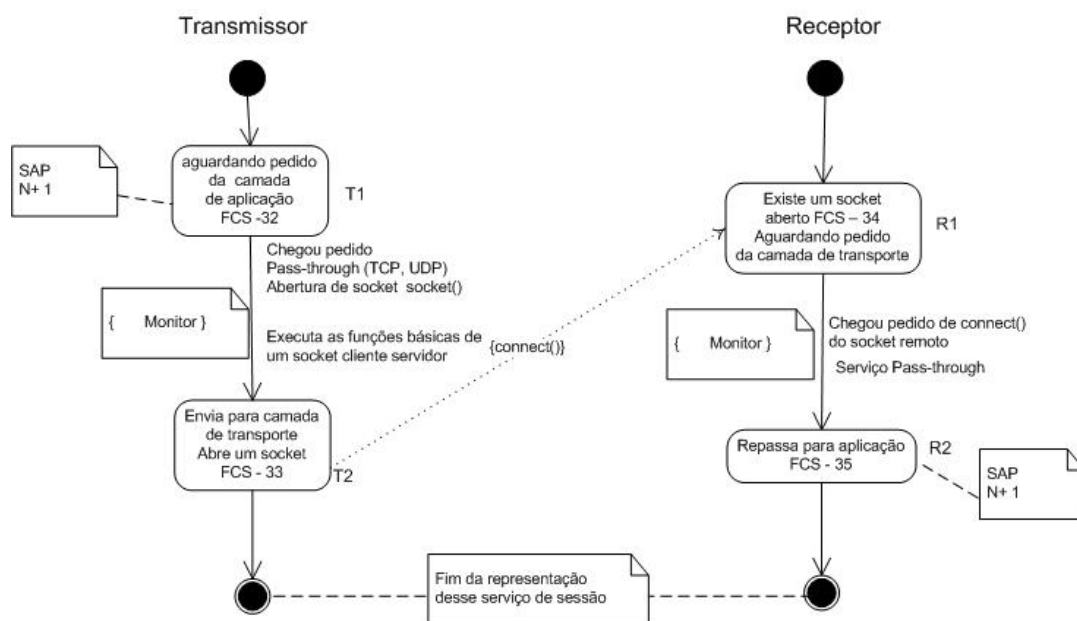 Transmissor
Receptor
SAP
N+ 1
aguardando pedido
da camada
de aplicação
FCS -32
T1
Existe um socket
aberto FCS – 34
Aguardando pedido
da camada de transporte
R1
Chegou pedido
Pass-through (TCP, UDP)
Abertura de socket socket()
{ Monitor }
Executa as funções básicas de
um socket cliente servidor
{connect()}
{ Monitor }
Chegou pedido de connect()
do socket remoto
Serviço Pass-through
Envia para camada
de transporte
Abre um socket
FCS - 33
T2
Repassa para aplicação
FCS - 35
R2
SAP
N+ 1
Fim da representação
desse serviço de sessão